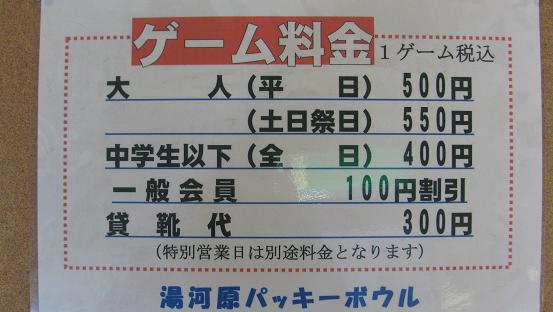 ゲーム料金 1ゲーム税込
大人(平日) 500円
(土日祭日) 550円
中学生以下(全日) 400円
一般会員 100円割引
貸靴代 300円
(特別営業日は別途料金となります)
湯河原パッキーボウル